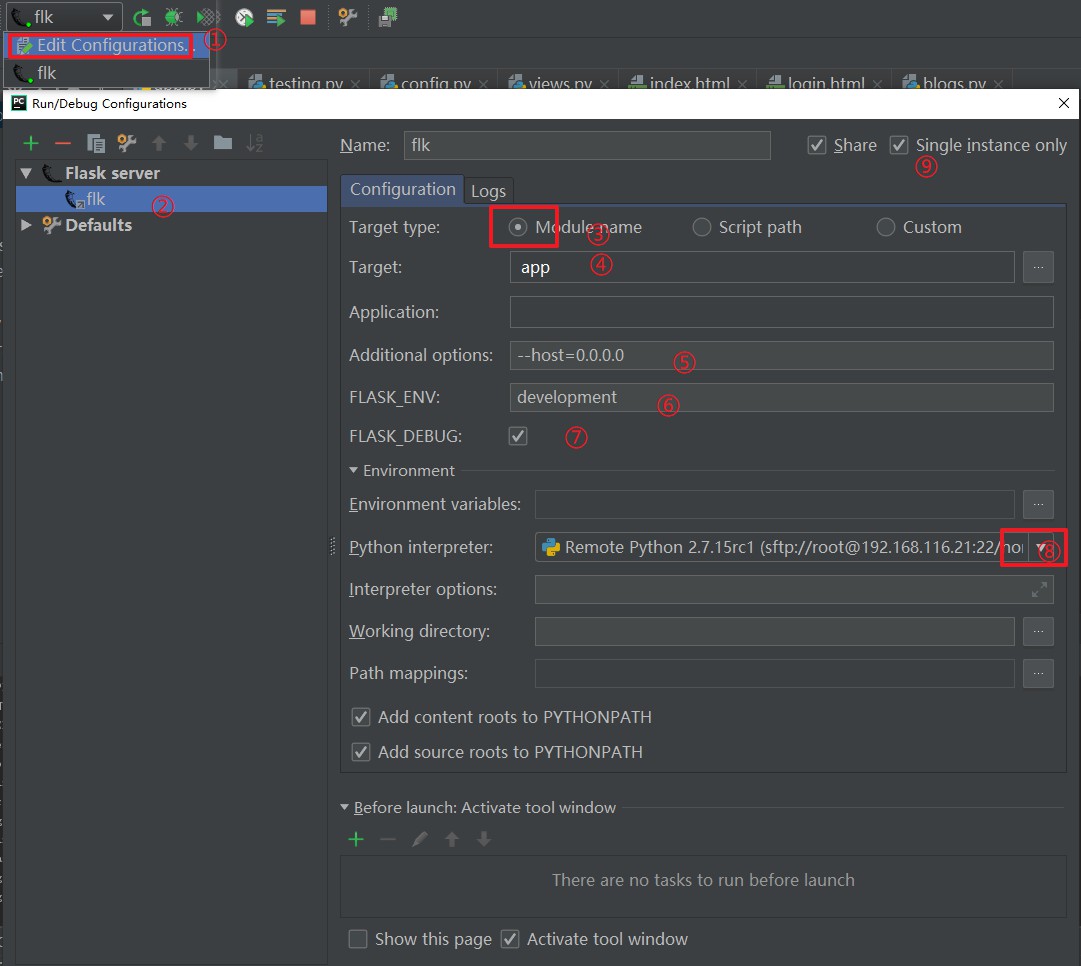 flk
Edit Configurations. ①
flk
testing.py config.py views.py index.html login.html blogs.py
PC Run/Debug Configurations
Name: flk Share Single instance only
⑨
Flask server
flk ②
Defaults
Configuration Logs
Target type: Module name Script path Custom
③
Target: app ... ④
Application:
Additional options: --host=0.0.0.0 ⑤
FLASK_ENV: development ⑥
FLASK_DEBUG: ⑦
Environment
Environment variables: ...
Python interpreter: Remote Python 2.7.15rc1 (sftp://root@192.168.116.21:22/ho ⑧
Interpreter options:
Working directory: ...
Path mappings: ...
Add content roots to PYTHONPATH
Add source roots to PYTHONPATH
Before launch: Activate tool window
There are no tasks to run before launch
Show this page Activate tool window